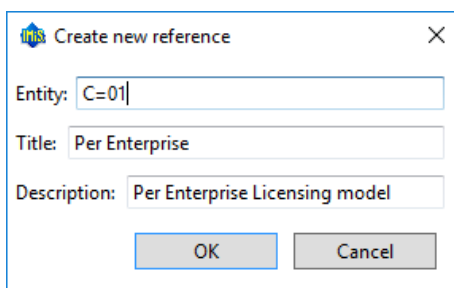 iMiS Create new reference
Entity: C=01
Title: Per Enterprise
Description: Per Enterprise Licensing model
OK Cancel